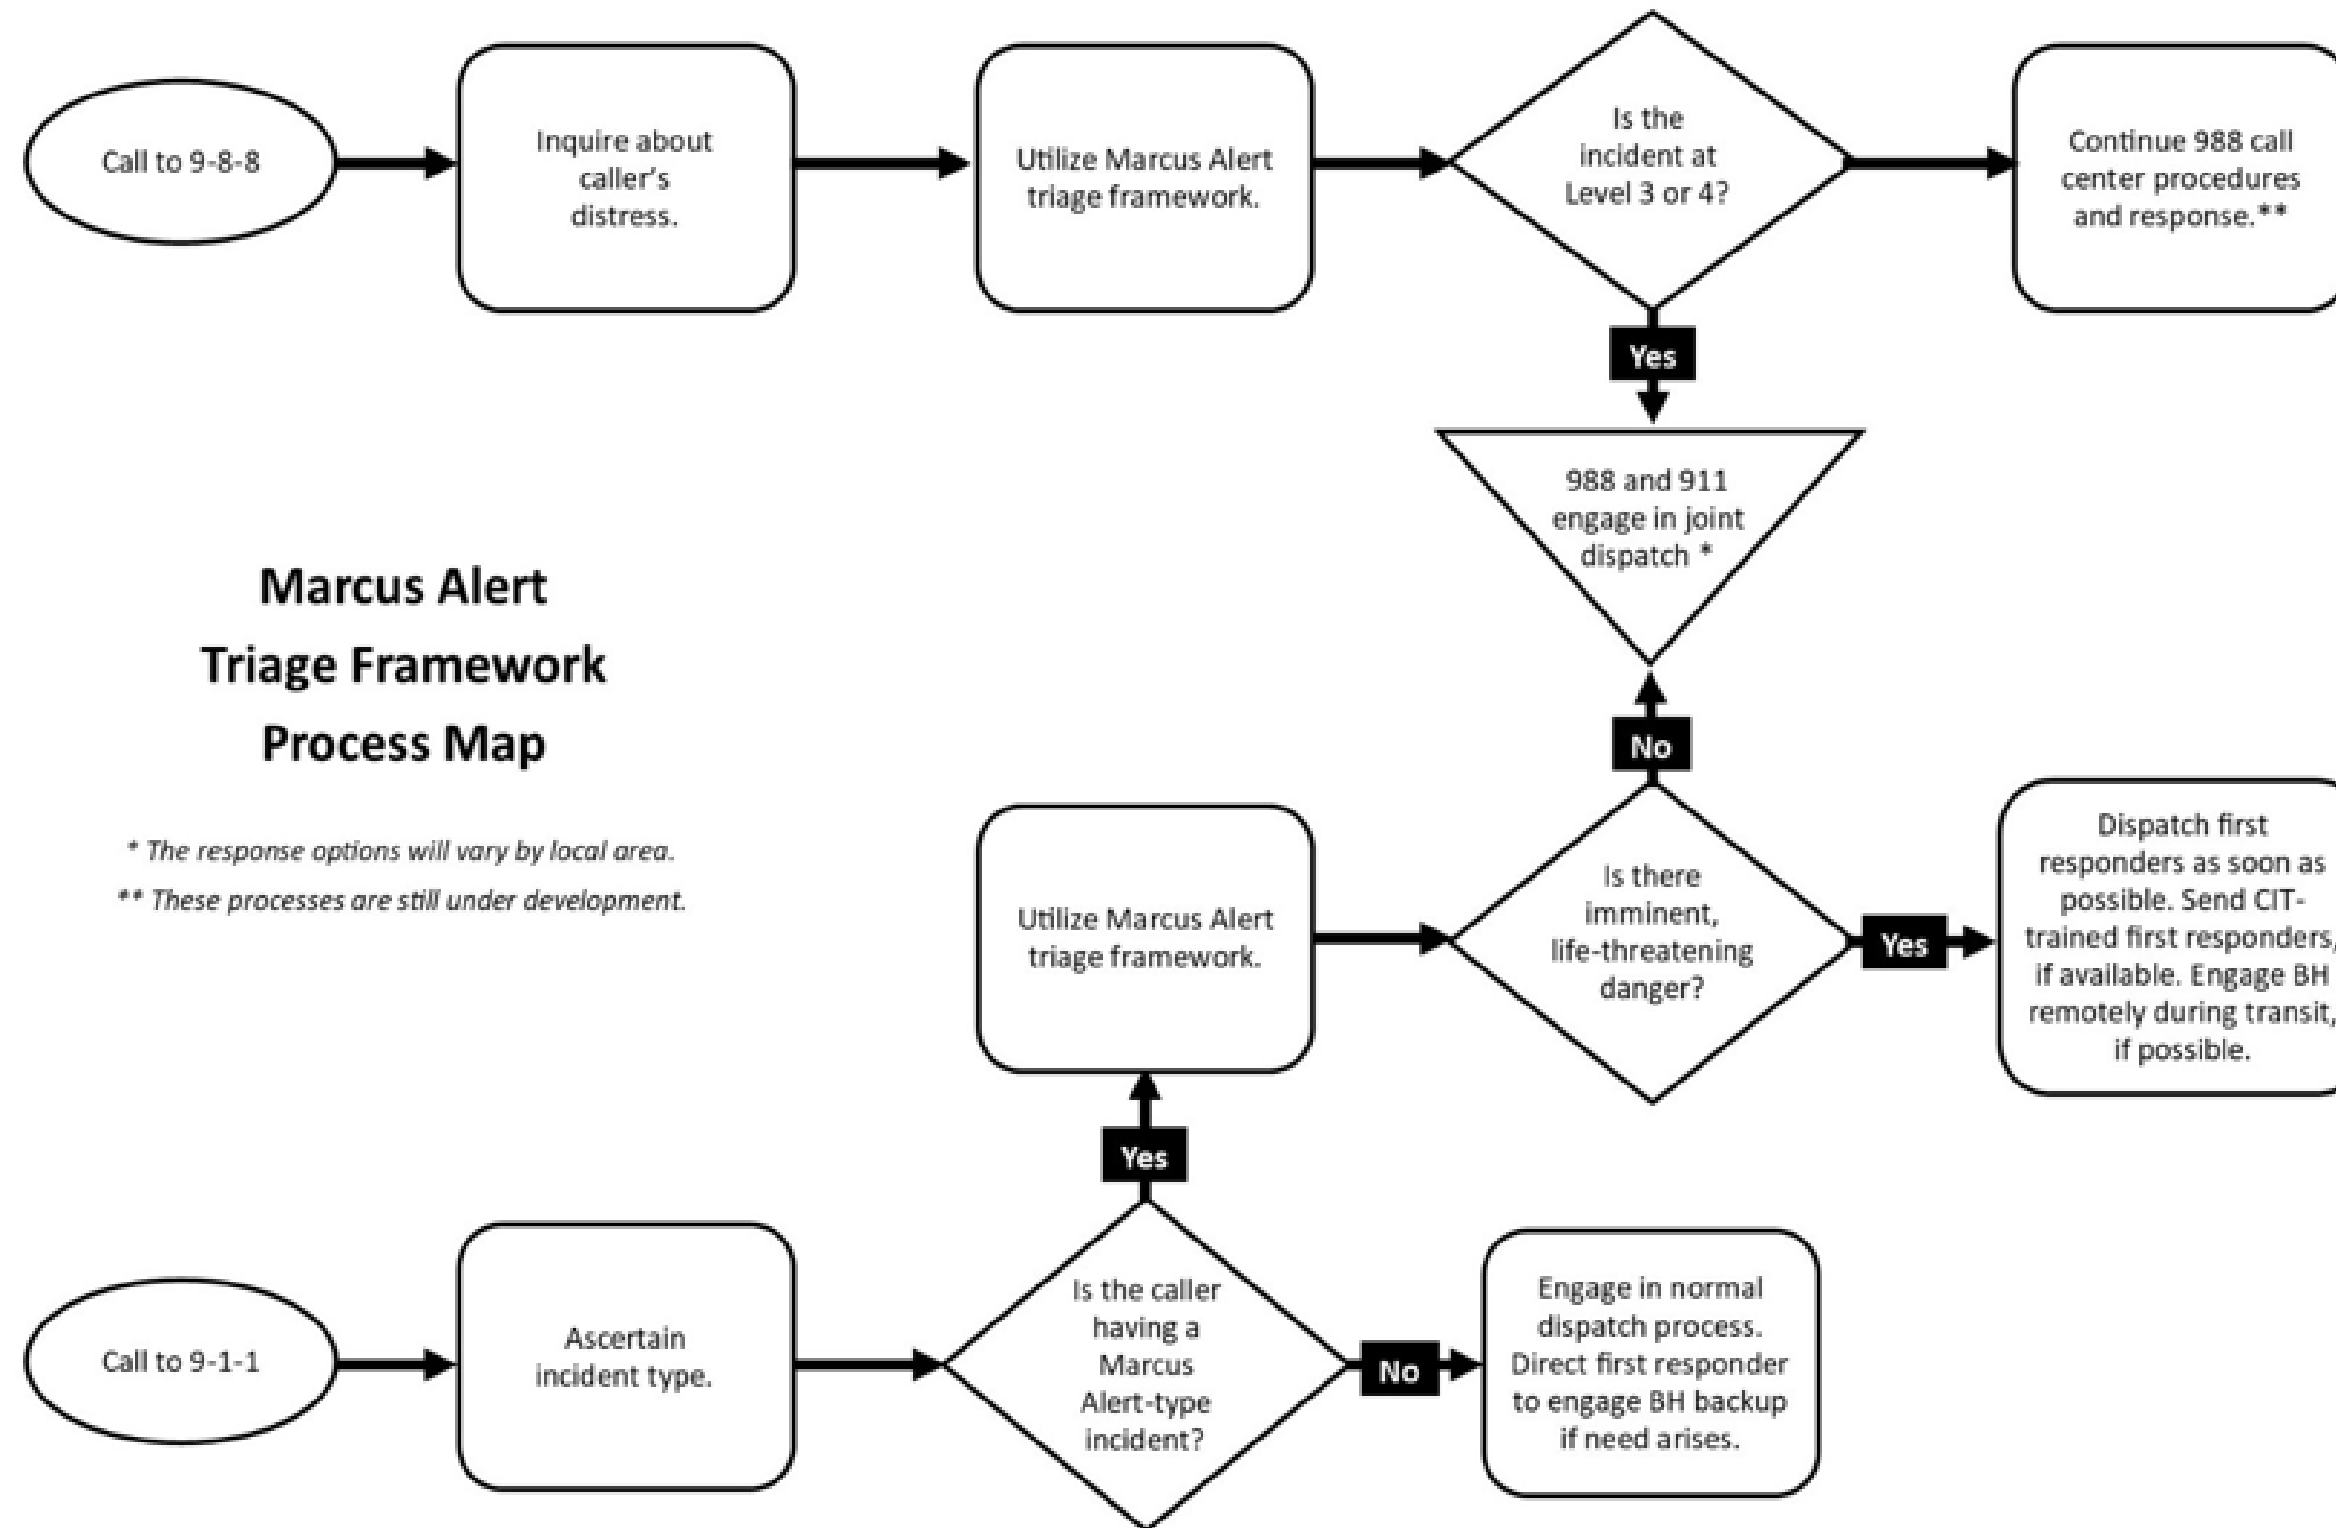 Call to 9-8-8
Inquire about
caller's
distress.
Utilize Marcus Alert
triage framework.
Is the
incident at
Level 3 or 4?
Continue 988 call
center procedures
and response.**
Yes
988 and 911
engage in joint
dispatch *
Marcus Alert
Triage Framework
Process Map
* The response options will vary by local area.
** These processes are still under development.
No
Utilize Marcus Alert
triage framework.
Is there
imminent,
life-threatening
danger?
Yes
Dispatch first
responders as soon as
possible. Send CIT-
trained first responders,
if available. Engage BH
remotely during transit,
if possible.
Yes
Call to 9-1-1
Ascertain
incident type.
Is the caller
having a
Marcus
Alert-type
incident?
No
Engage in normal
dispatch process.
Direct first responder
to engage BH backup
if need arises.